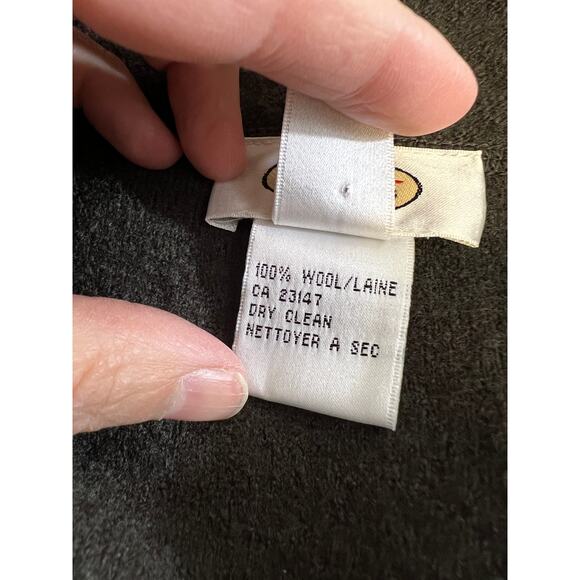 100% WOOL/LAINE
CA 23147
DRY CLEAN
NETTOYER A SEC